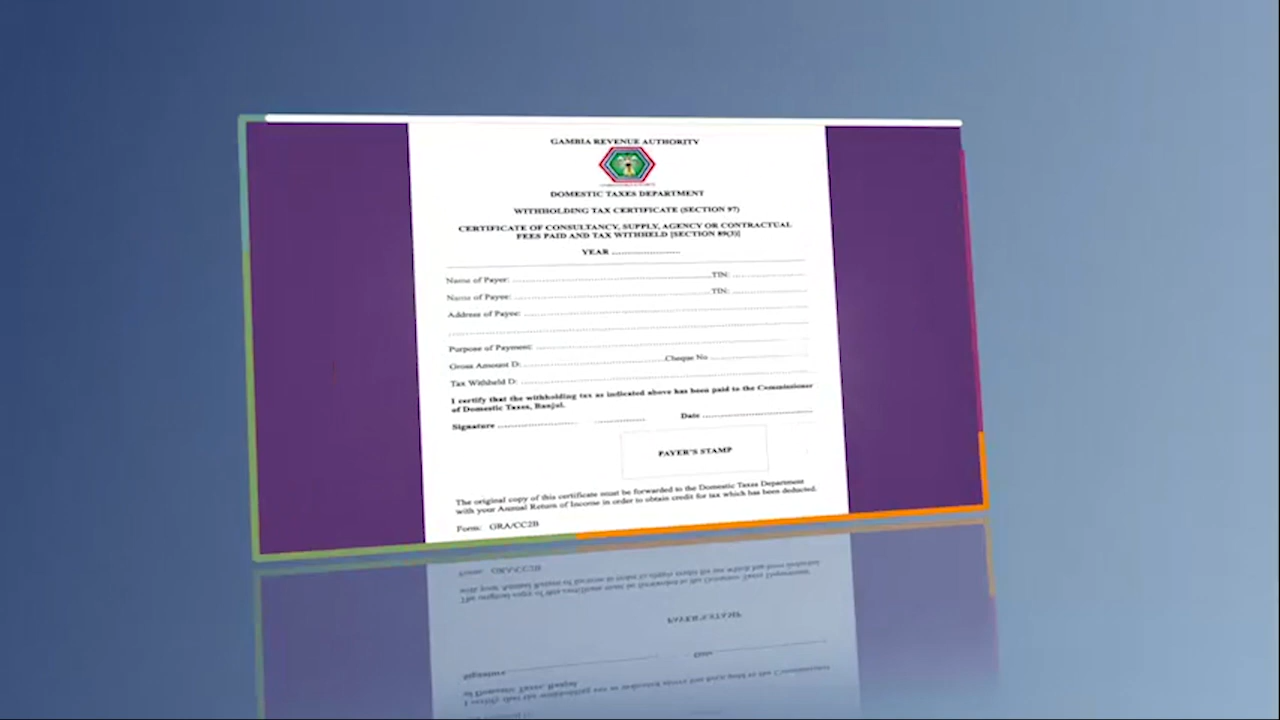 GAMBIA REVENUE AUTHORITY
DOMESTIC TAXES DEPARTMENT
WITHHOLDING TAX CERTIFICATE (SECTION 97)
CERTIFICATE OF CONSULTANCY, SUPPLY, AGENCY OR CONTRACTUAL
FEES PAID AND TAX WITHHELD [SECTION 89(3)]
YEAR ........................
Name of Payer: ........................ TIN: ........................
Name of Payee: ........................ TIN: ........................
Address of Payee: ........................
Purpose of Payment: ........................
Gross Amount D: ........................ Cheque No ........................
Tax Withheld D: ........................
I certify that the withholding tax as indicated above has been paid to the Commissioner
of Domestic Taxes, Banjul.
Signature ........................ Date ........................
PAYER'S STAMP
The original copy of this certificate must be forwarded to the Domestic Taxes Department
with your Annual Return of Income in order to obtain credit for tax which has been deducted.
Form: GRA/CC2B